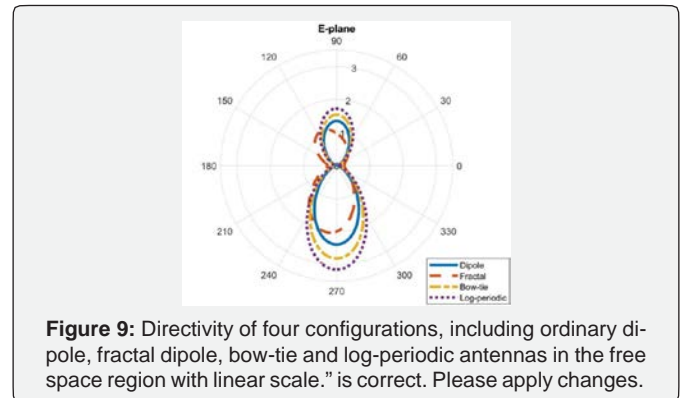 E-plane
90
120
60
3
150
2
30
1
180
0
210
330
240
300
270
Dipole
Fractal
Bow-tie
Log-periodic
Figure 9: Directivity of four configurations, including ordinary di-
pole, fractal dipole, bow-tie and log-periodic antennas in the free
space region with linear scale.” is correct. Please apply changes.